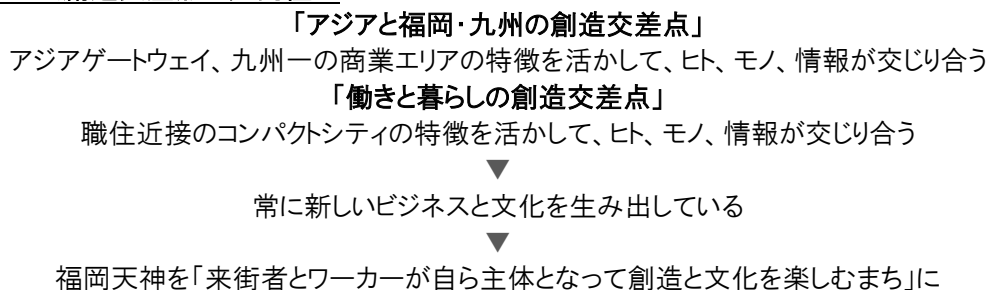 「アジアと福岡・九州の創造交差点」
アジアゲートウェイ、九州一の商業エリアの特徴を活かして、ヒト、モノ、情報が交じり合う
「働きと暮らしの創造交差点」
職住近接のコンパクトシティの特徴を活かして、ヒト、モノ、情報が交じり合う
▼
常に新しいビジネスと文化を生み出している
▼
福岡天神を「来街者とワーカーが自ら主体となって創造と文化を楽しむまち」に